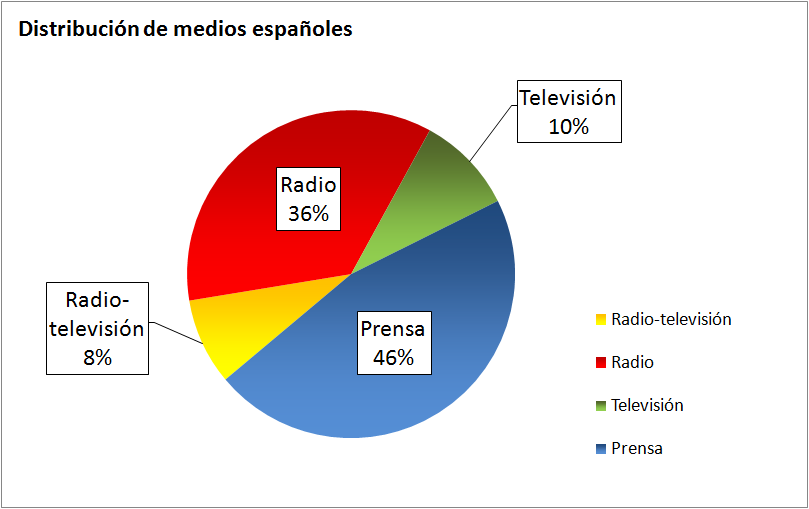 Distribución de medios españoles
Televisión
10%
Radio
36%
Radio-
televisión
8%
Prensa
46%
Radio-televisión
Radio
Televisión
Prensa